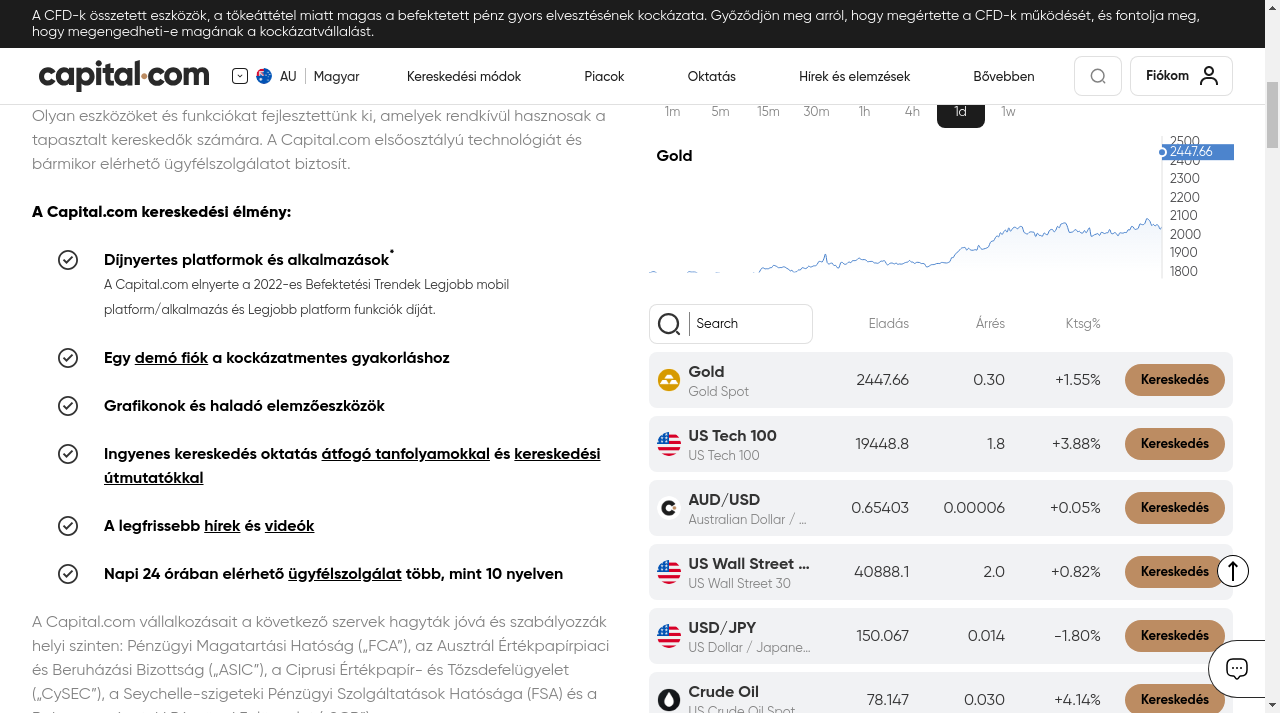 A CFD-k összetett eszközök, a tőkeáttétel miatt magas a befektetett pénz gyors elvesztésének kockázata. Győződjön meg arról, hogy megértette a CFD-k működését, és fontolja meg,
hogy megengedheti-e magának a kockázatvállalást.
capital.com
AU
Magyar
Kereskedési módok
Piacok
Oktatás
Hírek és elemzések
Bővebben
Fiókom
Olyan eszközöket és funkciókat fejlesztettünk ki, amelyek rendkívül hasznosak a
tapasztalt kereskedők számára. A Capital.com elsőosztályú technológiát és
bármikor elérhető ügyfélszolgálatot biztosít.
A Capital.com kereskedési élmény:
Díjnyertes platformok és alkalmazások*
A Capital.com elnyerte a 2022-es Befektetési Trendek Legjobb mobil
platform/alkalmazás és Legjobb platform funkciók díját.
Egy demó fiók a kockázatmentes gyakorláshoz
Grafikonok és haladó elemzőeszközök
Ingyenes kereskedés oktatás átfogó tanfolyamokkal és kereskedési
útmutatókkal
A legfrissebb hírek és videók
Napi 24 órában elérhető ügyfélszolgálat több, mint 10 nyelven
A Capital.com vállalkozásait a következő szervek hagyták jóvá és szabályozzák
helyi szinten: Pénzügyi Magatartási Hatóság („FCA”), az Ausztrál Értékpapírpiaci
és Beruházási Bizottság („ASIC”), a Ciprusi Értékpapír- és Tőzsdefelügyelet
(„CySEC”), a Seychelle-szigeteki Pénzügyi Szolgáltatások Hatósága (FSA) és a
1m 5m 15m 30m 1h 4h 1d 1w
Gold
2500
2447.66
2400
2300
2200
2100
2000
1900
1800
Search
Eladás Árrés Ktsg%
Gold
Gold Spot
2447.66 0.30 +1.55% Kereskedés
US Tech 100
US Tech 100
19448.8 1.8 +3.88% Kereskedés
AUD/USD
Australian Dollar / ...
0.65403 0.00006 +0.05% Kereskedés
US Wall Street ...
US Wall Street 30
40888.1 2.0 +0.82% Kereskedés
USD/JPY
US Dollar / Japane...
150.067 0.014 -1.80% Kereskedés
Crude Oil
US Crude Oil Spot
78.147 0.030 +4.14% Kereskedés